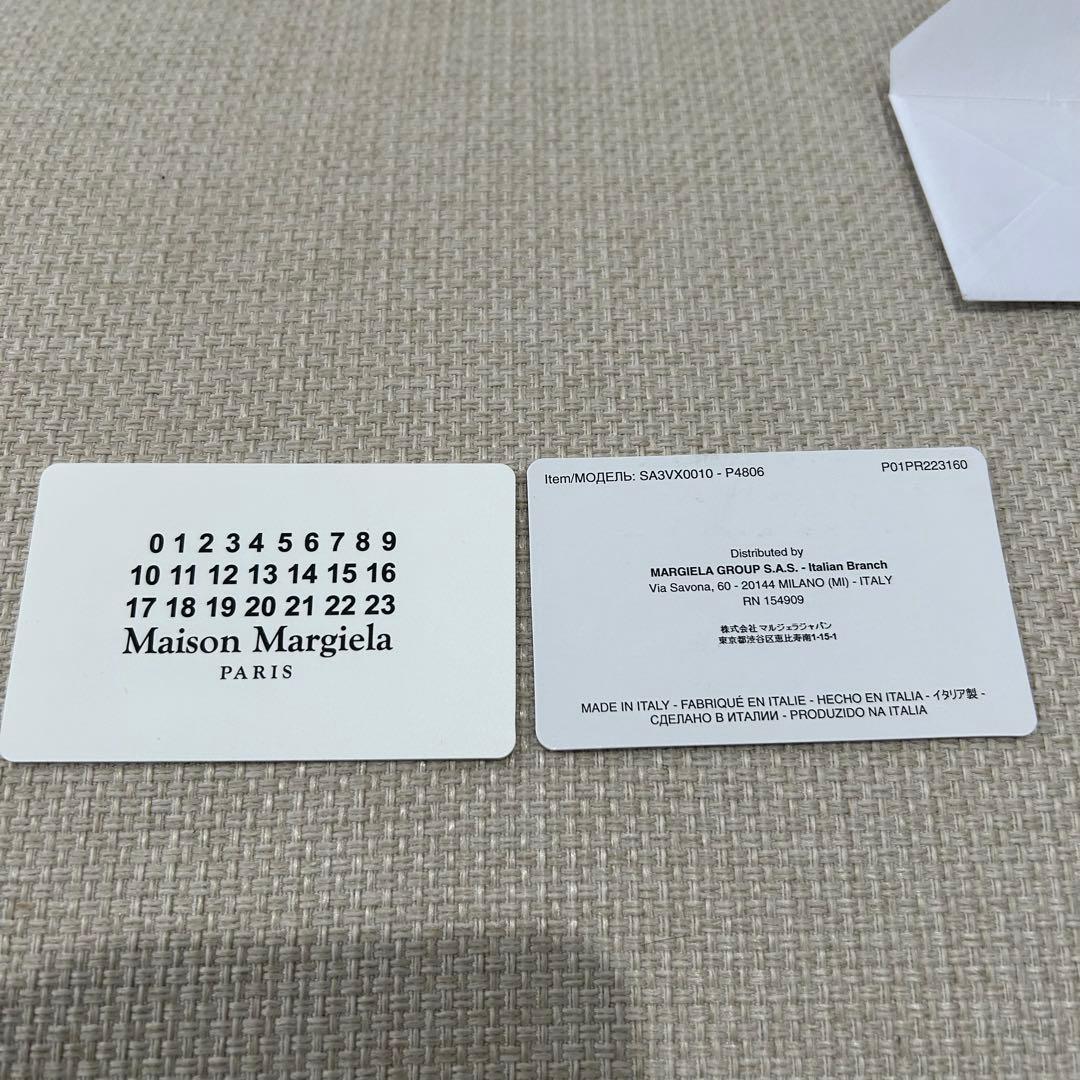 0 1 2 3 4 5 6 7 8 9
10 11 12 13 14 15 16
17 18 19 20 21 22 23
Maison Margiela
PARIS
Item/МОДЕЛЬ: SA3VX0010 - P4806
P01PR223160
Distributed by
MARGIELA GROUP S.A.S. - Italian Branch
Via Savona, 60 - 20144 MILANO (MI) - ITALY
RN 154909
株式会社 マルジェラジャパン
東京都渋谷区恵比寿南1-15-1
MADE IN ITALY - FABRIQUÉ EN ITALIE - HECHO EN ITALIA - イタリア製 -
СДЕЛАНО В ИТАЛИИ - PRODUZIDO NA ITALIA